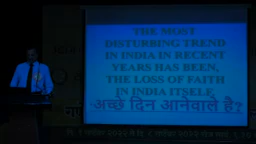 THE MOST
DISTURBING TREND
IN INDIA IN RECENT
YEARS HAS BEEN,
THE LOSS OF FAITH
IN INDIA ITSELF
अच्छे दिन आनेवाले है?